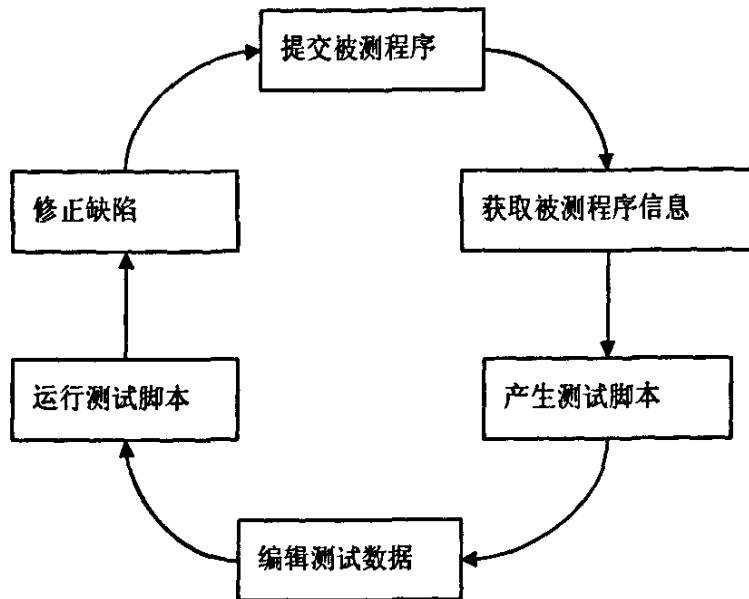 提交被测程序
修正缺陷
获取被测程序信息
运行测试脚本
产生测试脚本
编辑测试数据